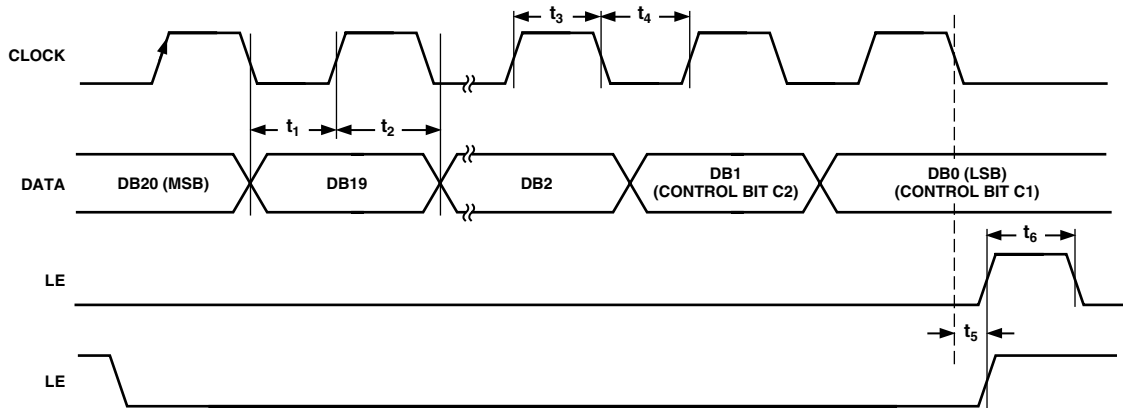 t₃ t₄
CLOCK
t₁ t₂
DATA DB20 (MSB) DB19 DB2 DB1 DB0 (LSB)
(CONTROL BIT C2) (CONTROL BIT C1)
t₆
LE
t₅
LE